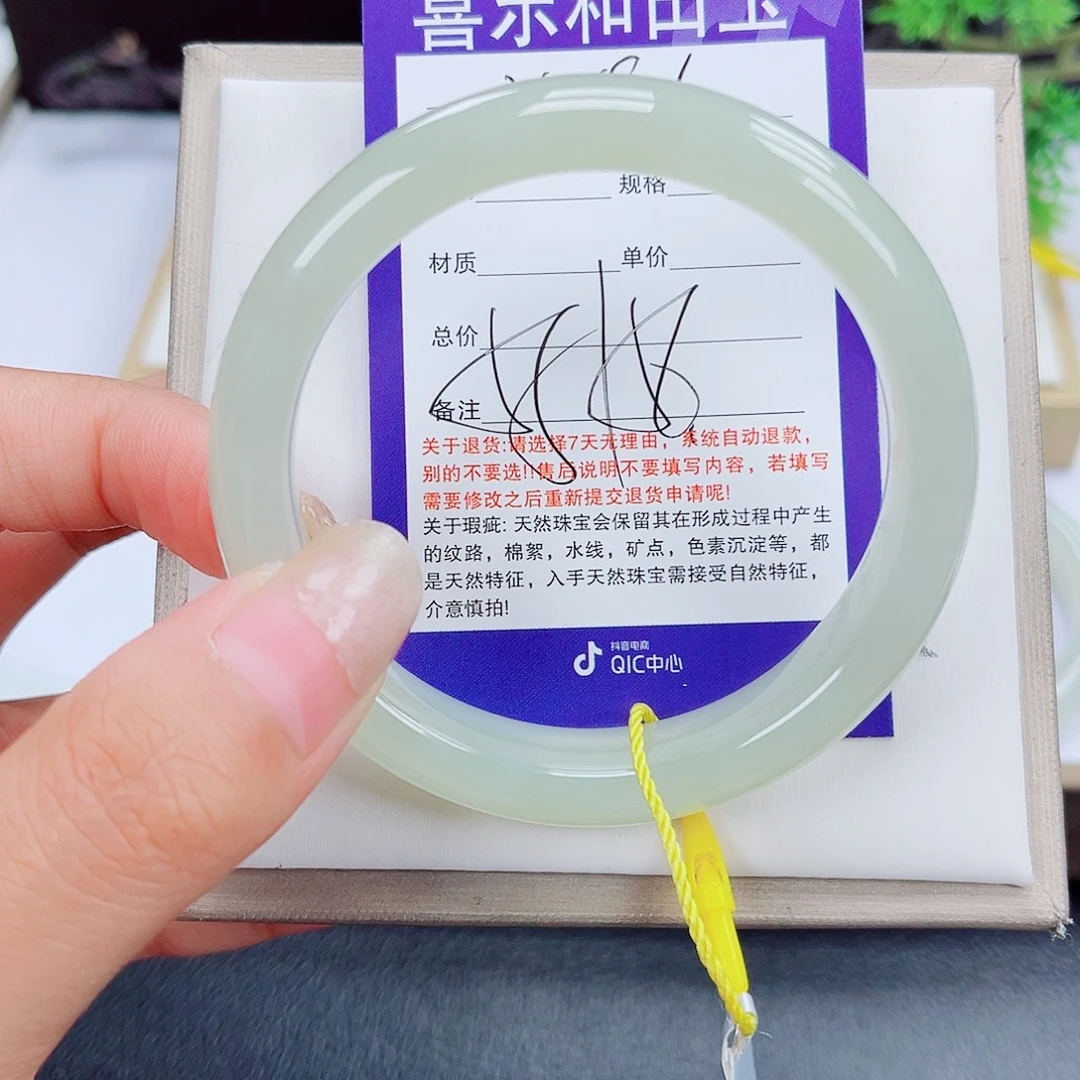 喜乐和田玉
规格
材质 单价
总价
备注
关于退货:请选择7天无理由，系统自动退款，
别的不要选!!售后说明不要填写内容，若填写
需要修改之后重新提交退货申请呢!
关于瑕疵: 天然珠宝会保留其在形成过程中产生
的纹路，棉絮，水线，矿点，色素沉淀等，都
是天然特征，入手天然珠宝需接受自然特征，
介意慎拍!
抖音电商
QIC中心